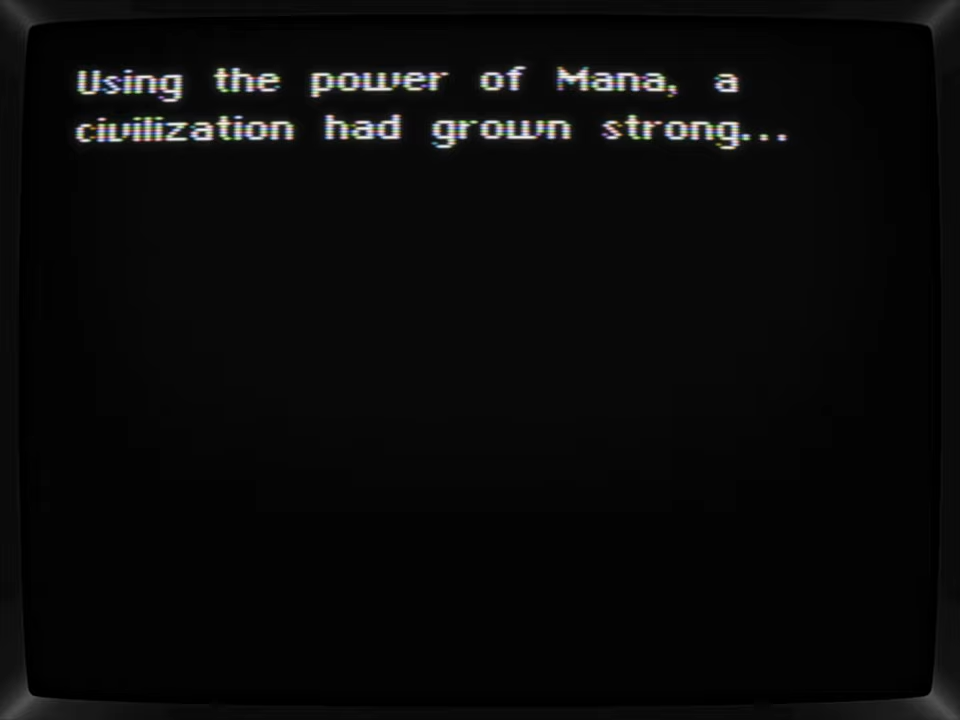 Using the power of Mana, a
civilization had grown strong...